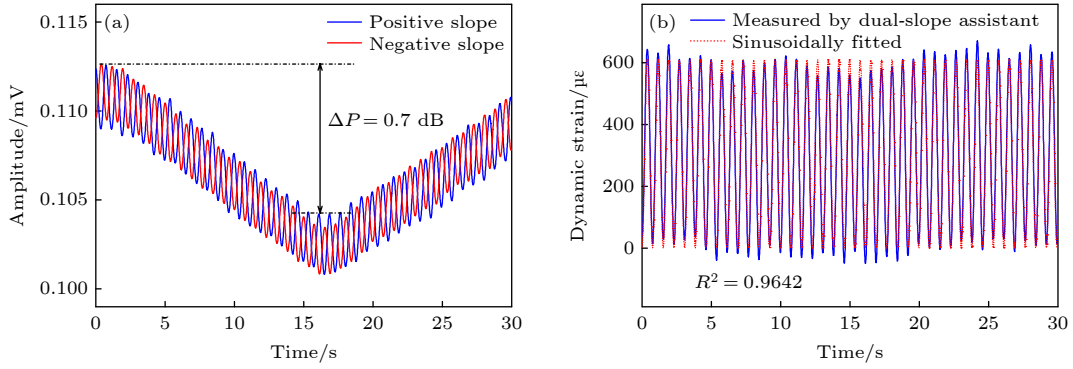 (a)
Positive slope
Negative slope
ΔP = 0.7 dB
0.115
0.110
0.105
0.100
Amplitude/mV
0 5 10 15 20 25 30
Time/s
(b)
Measured by dual-slope assistant
Sinusoidally fitted
R² = 0.9642
600
400
200
0
Dynamic strain/με
0 5 10 15 20 25 30
Time/s